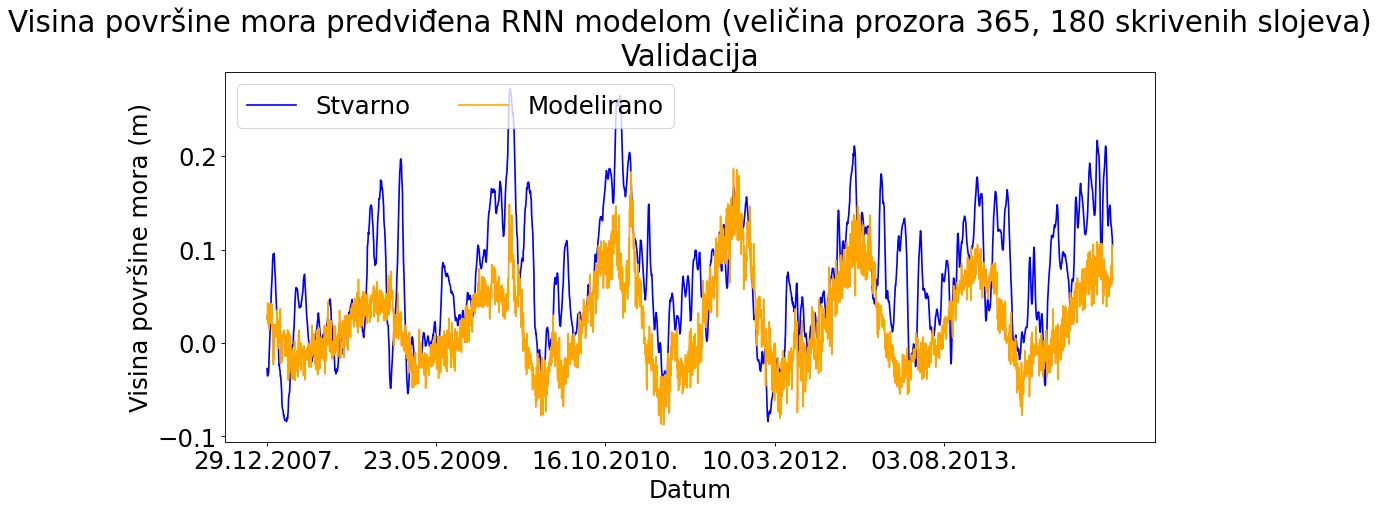 Visina površine mora predviđena RNN modelom (veličina prozora 365, 180 skrivenih slojeva)
Validacija
Stvarno
Modelirano
Visina površine mora (m)
0.2
0.1
0.0
−0.1
29.12.2007.
23.05.2009.
16.10.2010.
10.03.2012.
03.08.2013.
Datum